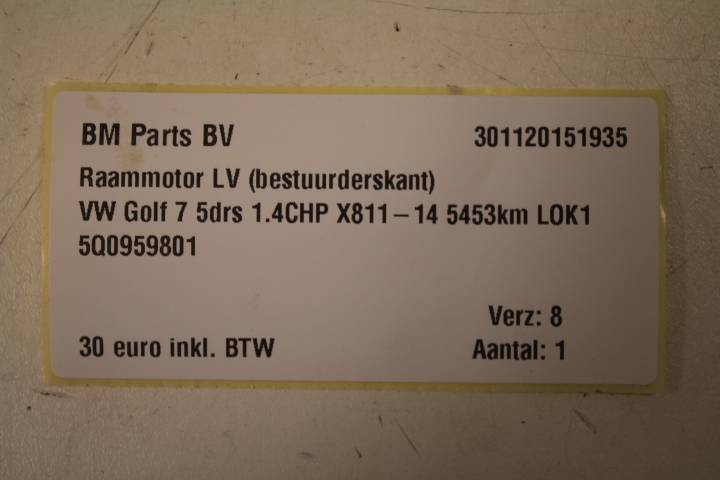 BM Parts BV 301120151935
Raammotor LV (bestuurderskant)
VW Golf 7 5drs 1.4CHP X811-14 5453km LOK1
5Q0959801
Verz: 8
30 euro inkl. BTW Aantal: 1